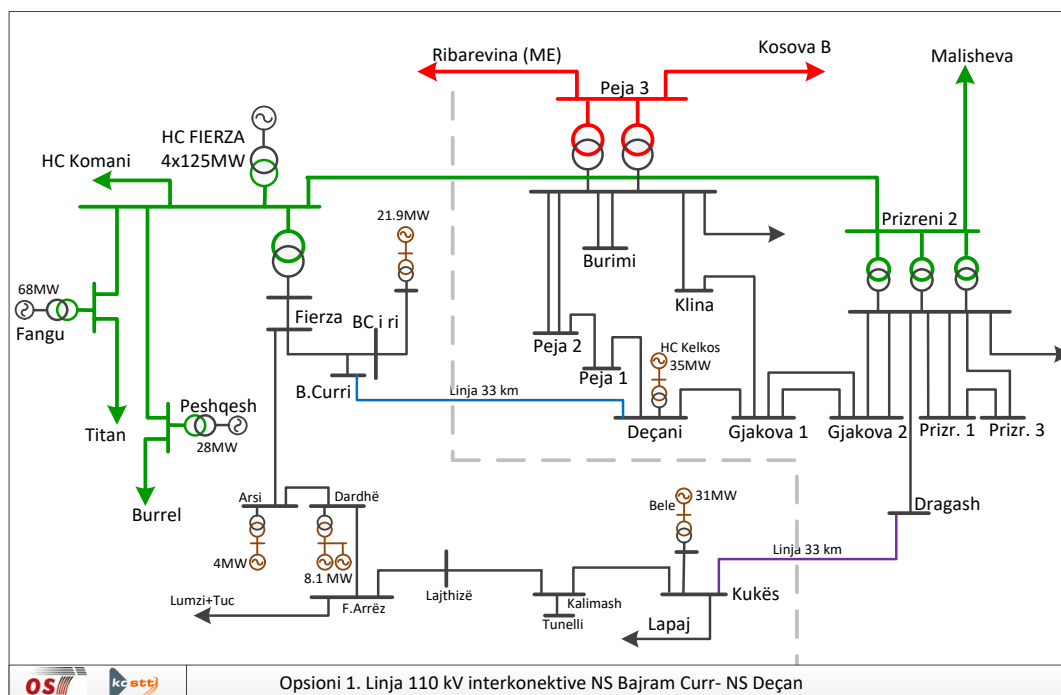 Ribarevina (ME)
Kosova B
Malisheva
Peja 3
HC FIERZA
4x125MW
HC Komani
21.9MW
Prizreni 2
Burimi
68MW
Fangu
Fierza
BC i ri
Klina
Peja 2
HC Kelkos
35MW
Peja 1
B.Curri
Linja 33 km
Peshqesh
28MW
Titan
Deçani
Gjakova 1
Gjakova 2
Prizr. 1
Prizr. 3
Burrel
Arsi
Dardhë
Bele
31MW
Dragash
4MW
8.1 MW
Linja 33 km
Lajthizë
Lumzi+Tuc
F.Arrëz
Kalimash
Tunelli
Kukës
Lapaj
OST
kostt
Opsioni 1. Linja 110 kV interkonektive NS Bajram Curr- NS Deçan